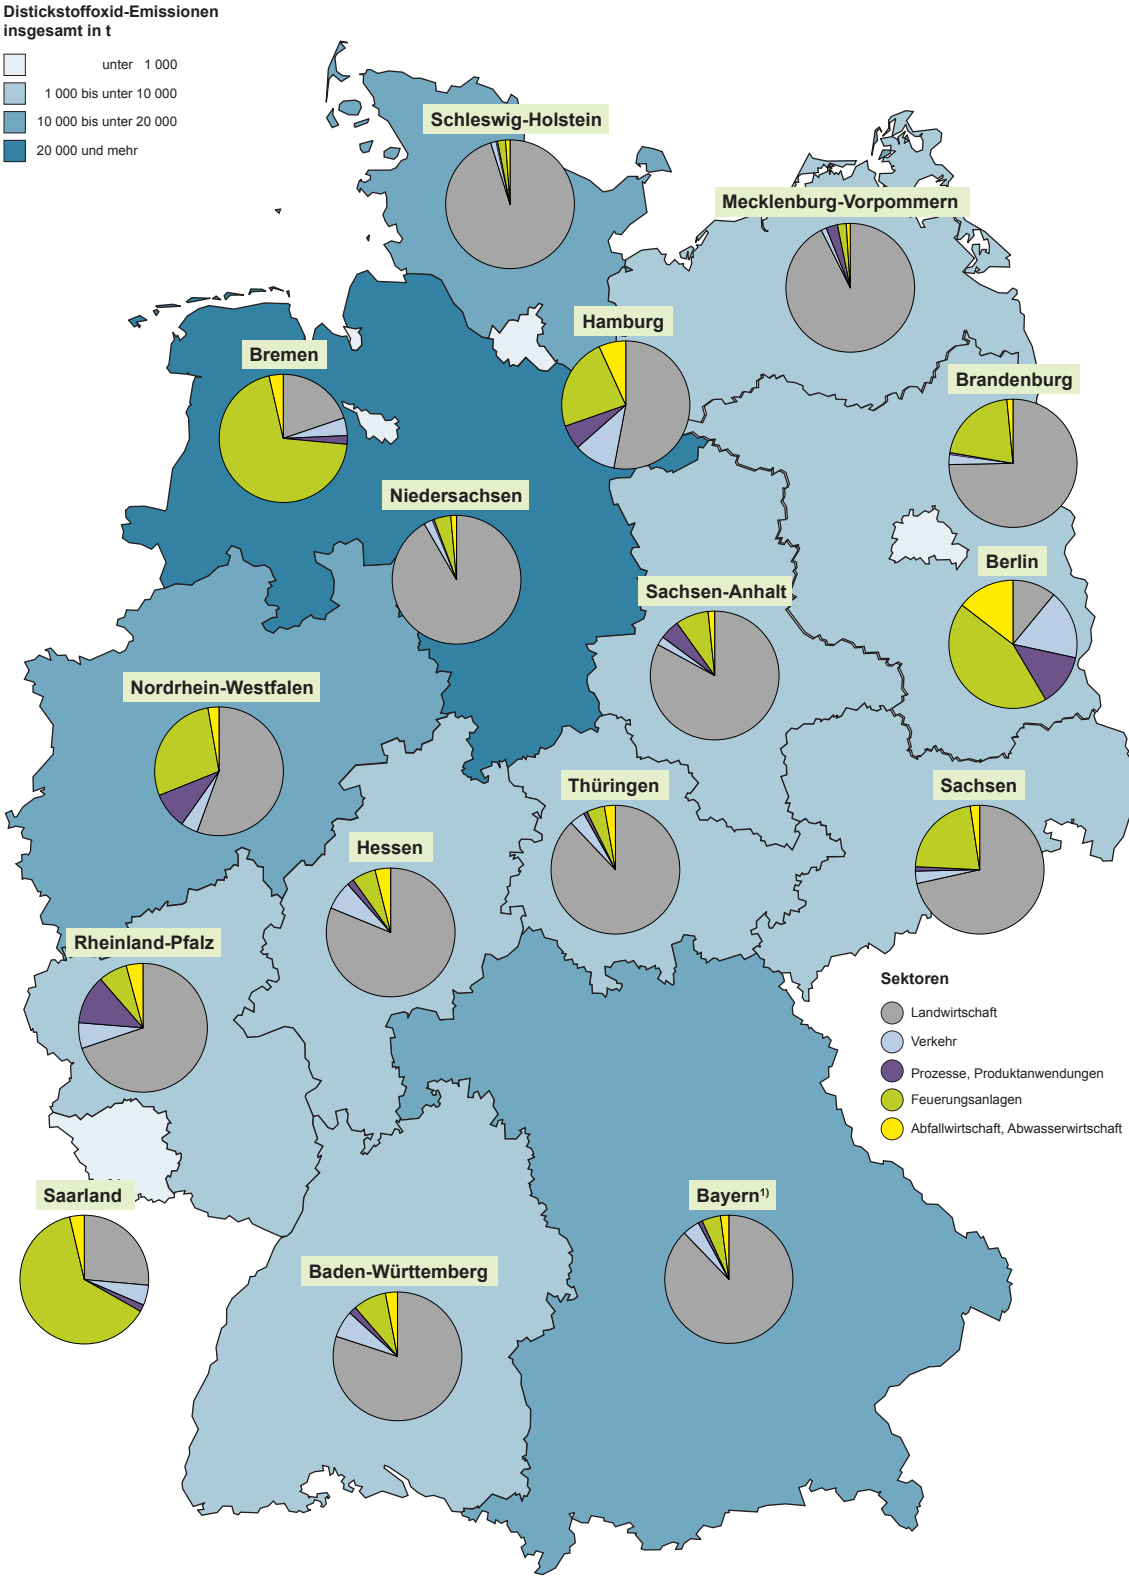 Distickstoffoxid-Emissionen
insgesamt in t
unter 1 000
1 000 bis unter 10 000
10 000 bis unter 20 000
20 000 und mehr
Schleswig-Holstein
Mecklenburg-Vorpommern
Hamburg
Bremen
Brandenburg
Niedersachsen
Berlin
Sachsen-Anhalt
Nordrhein-Westfalen
Thüringen
Sachsen
Hessen
Rheinland-Pfalz
Sektoren
Landwirtschaft
Verkehr
Prozesse, Produktanwendungen
Feuerungsanlagen
Abfallwirtschaft, Abwasserwirtschaft
Saarland
Bayern¹⁾
Baden-Württemberg